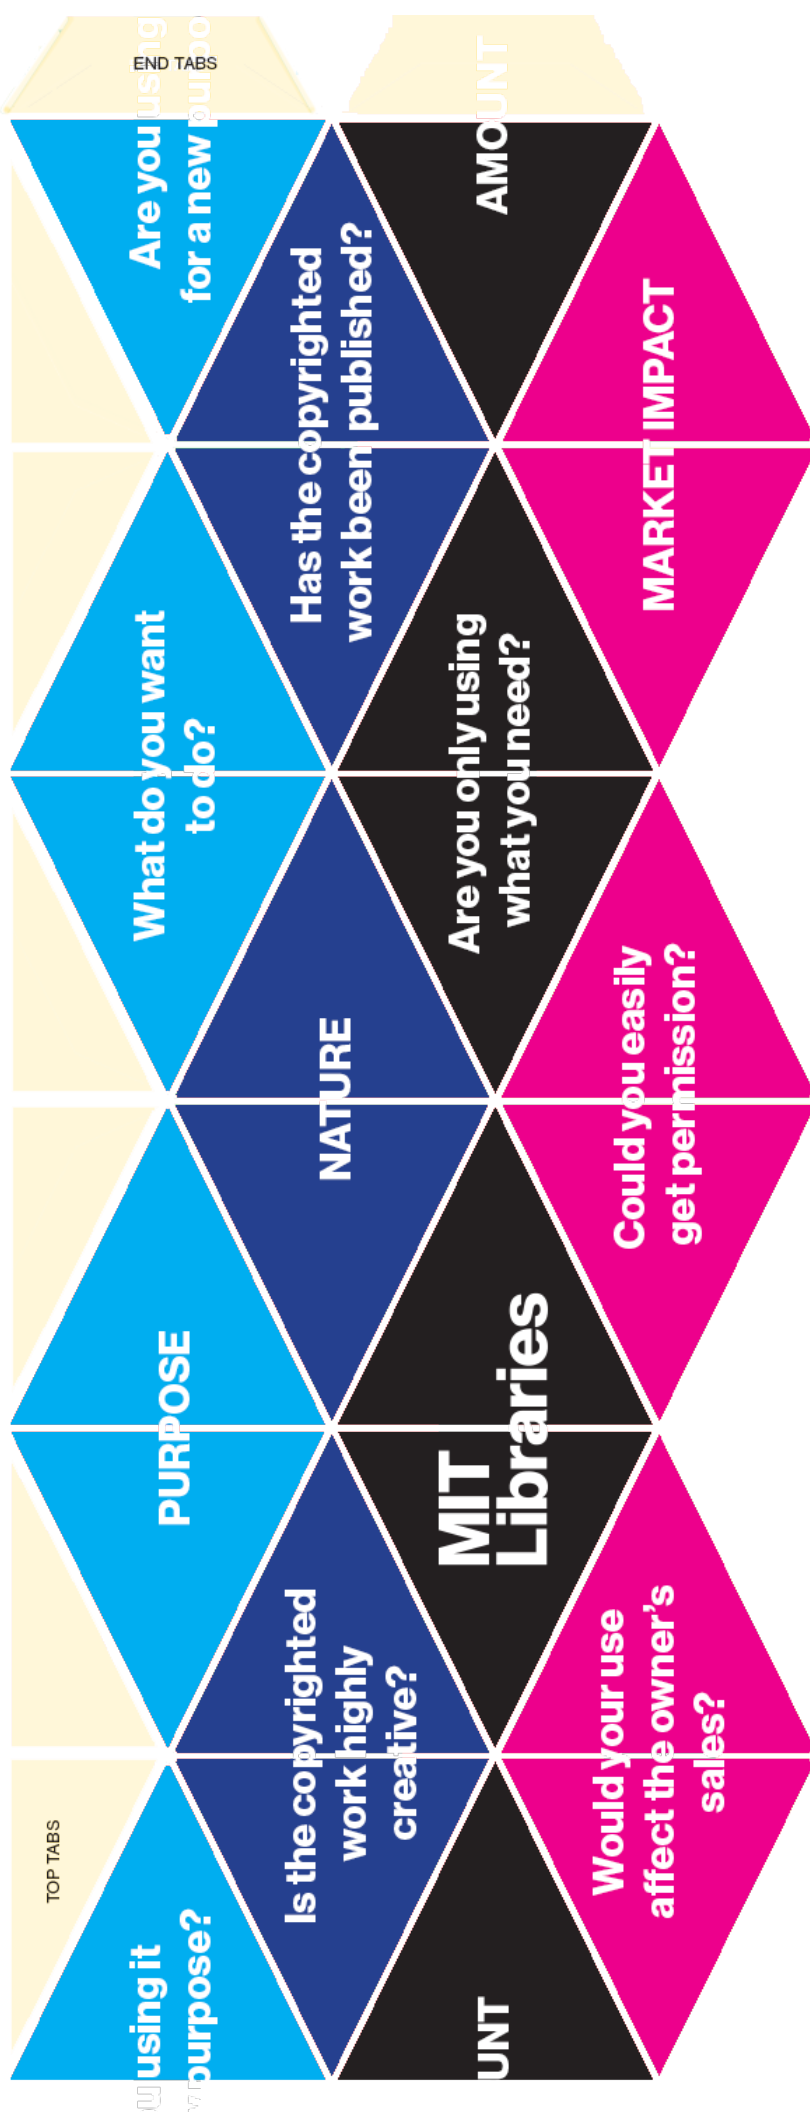 END TABS
Are you using
for a new purpo
AMOUNT
Has the copyrighted
work been published?
MARKET IMPACT
What do you want
to do?
Are you only using
what you need?
NATURE
Could you easily
get permission?
PURPOSE
MIT
Libraries
Is the copyrighted
work highly
creative?
Would your use
affect the owner's
sales?
TOP TABS
u using it
w purpose?
UNT